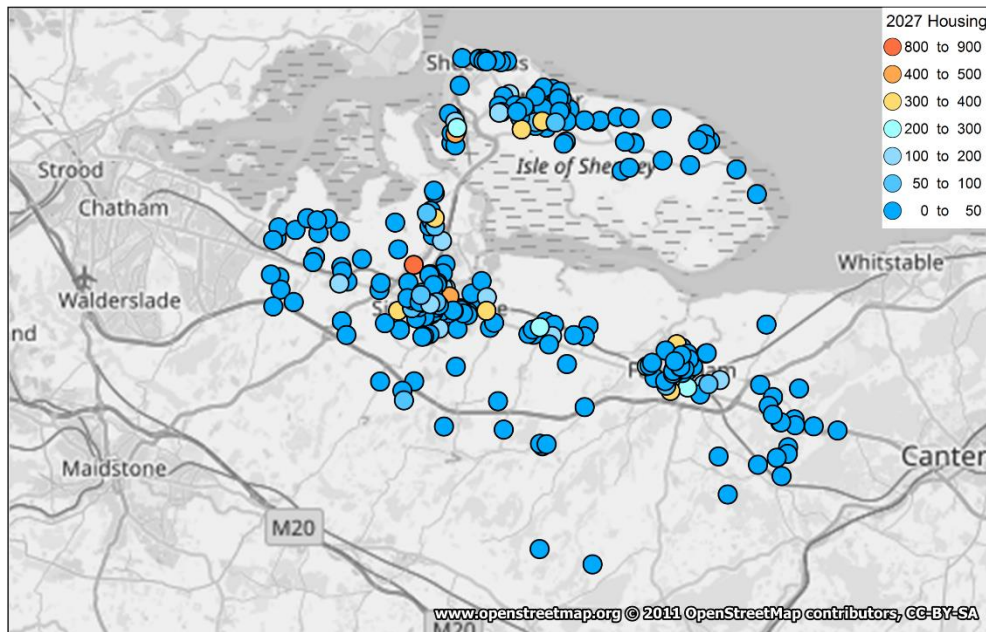 2027 Housing
800 to 900
400 to 500
300 to 400
200 to 300
100 to 200
50 to 100
0 to 50
Isle of
Strood
Chatham
Whitstable
Walderslade
Maidstone
Canter
M20
www.openstreetmap.org © 2011 OpenStreetMap contributors, CC-BY-SA
M20